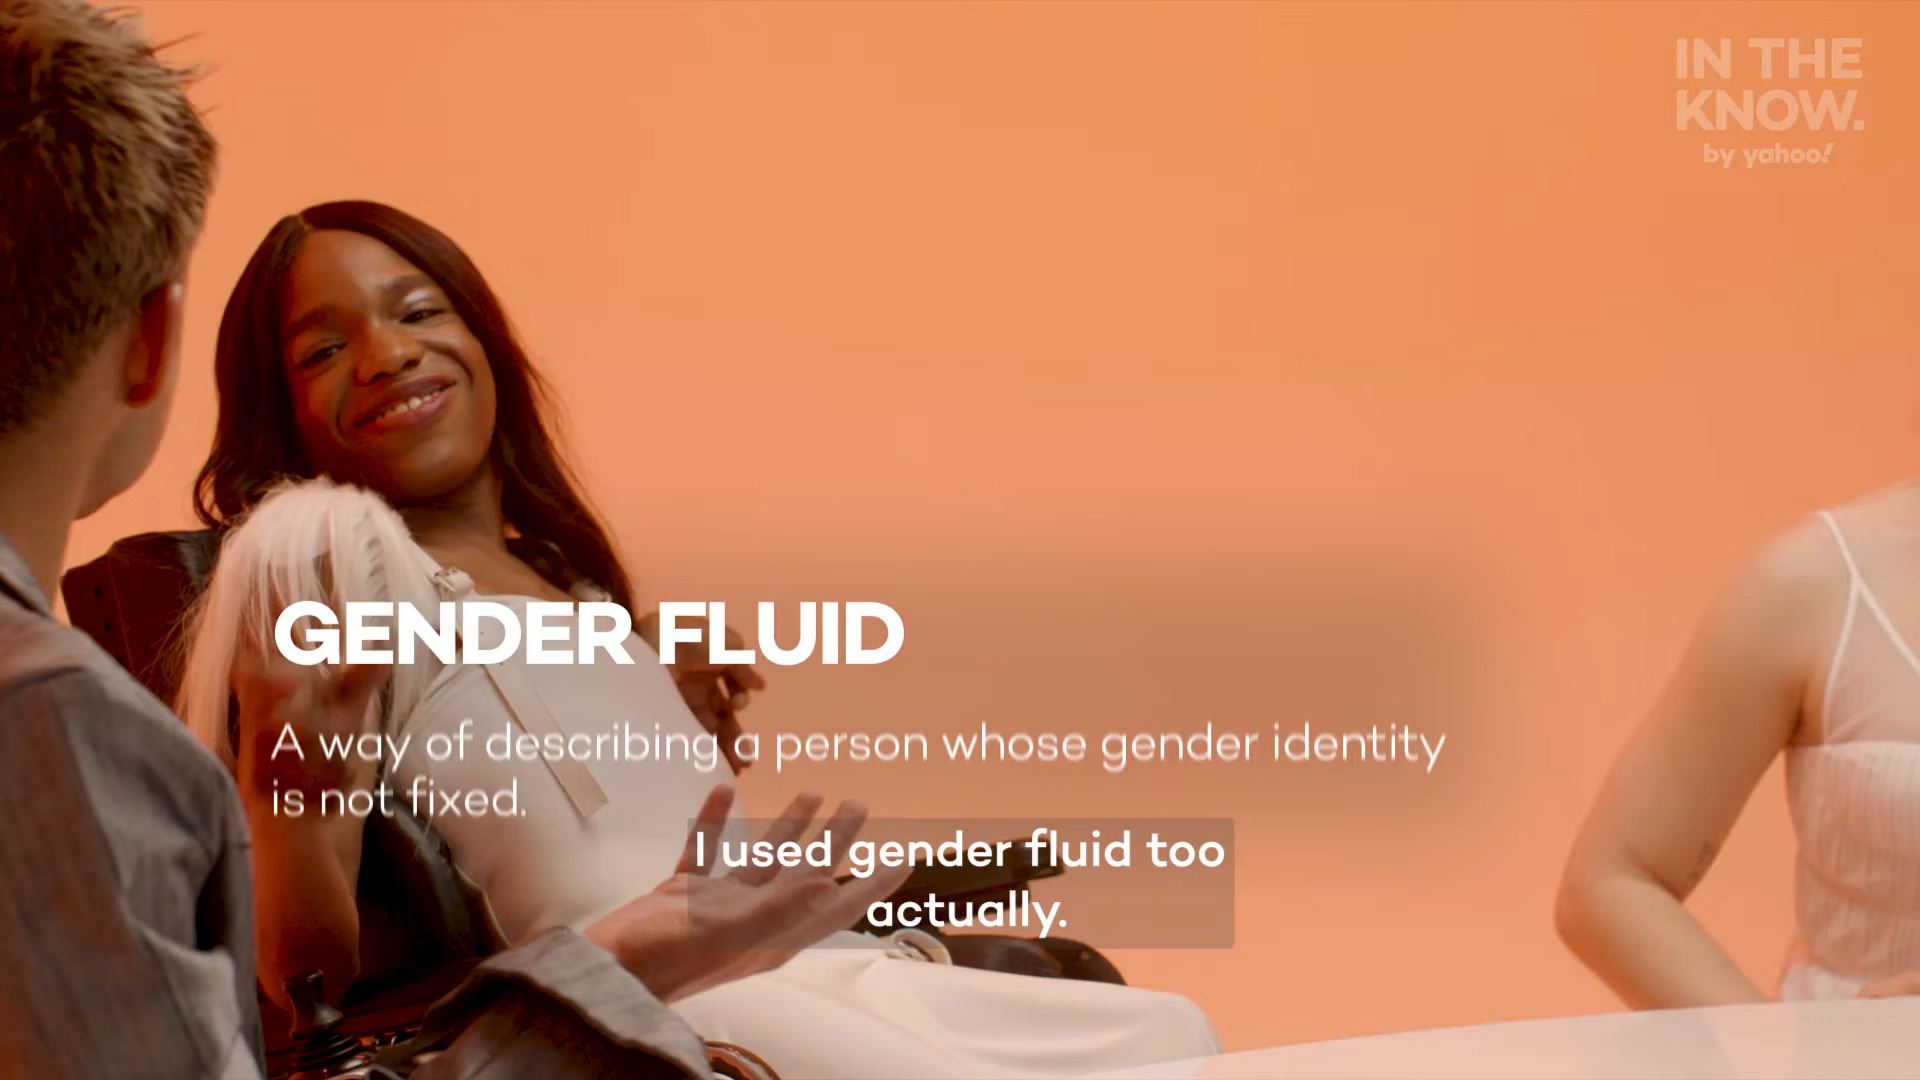 IN THE
KNOW.
by yahoo!
GENDER FLUID
A way of describing a person whose gender identity
is not fixed.
I used gender fluid too
actually.